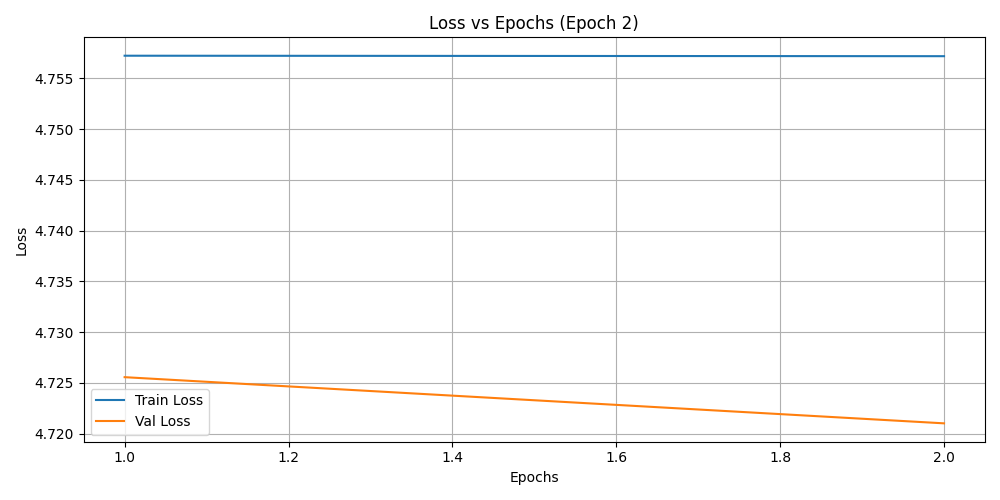 Loss vs Epochs (Epoch 2)
4.755
4.750
4.745
4.740
4.735
4.730
4.725
4.720
Loss
Train Loss
Val Loss
1.0 1.2 1.4 1.6 1.8 2.0
Epochs